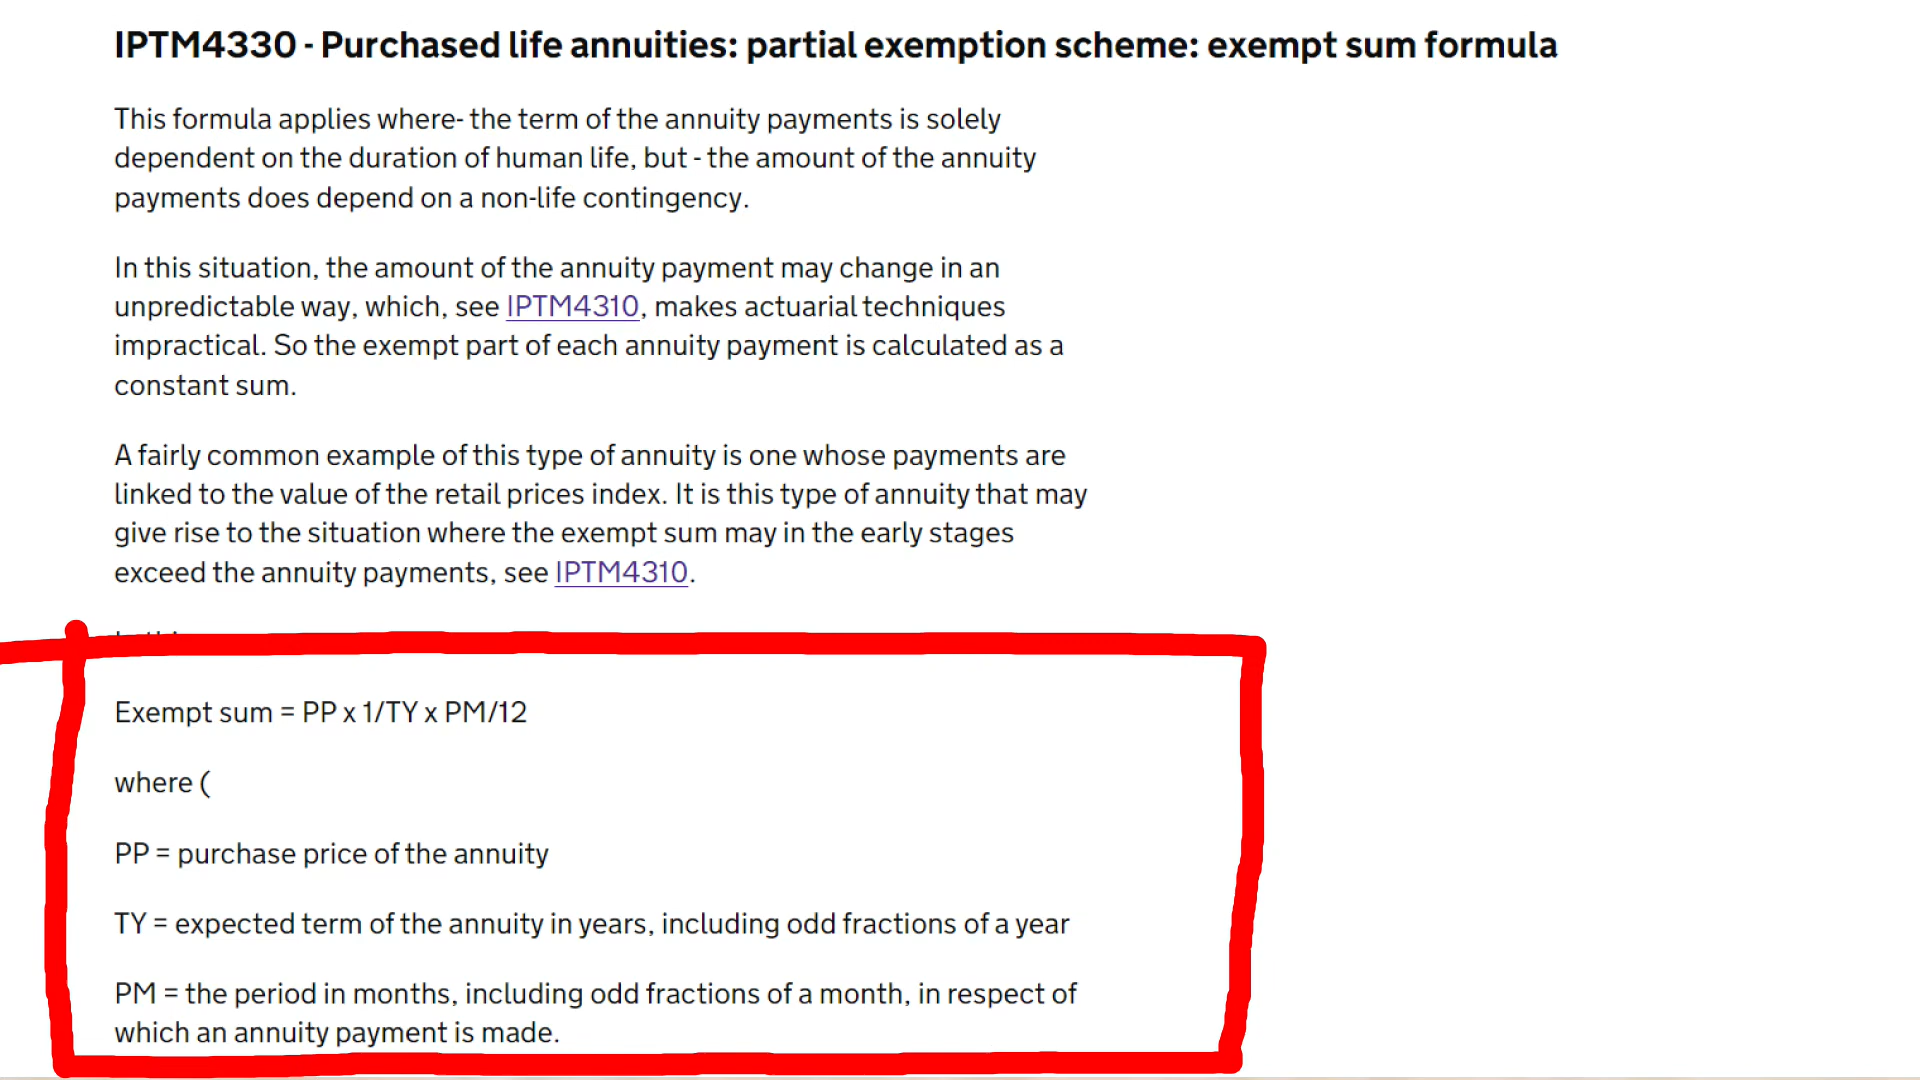 IPTM4330 - Purchased life annuities: partial exemption scheme: exempt sum formula
This formula applies where- the term of the annuity payments is solely
dependent on the duration of human life, but - the amount of the annuity
payments does depend on a non-life contingency.
In this situation, the amount of the annuity payment may change in an
unpredictable way, which, see IPTM4310, makes actuarial techniques
impractical. So the exempt part of each annuity payment is calculated as a
constant sum.
A fairly common example of this type of annuity is one whose payments are
linked to the value of the retail prices index. It is this type of annuity that may
give rise to the situation where the exempt sum may in the early stages
exceed the annuity payments, see IPTM4310.
Exempt sum = PP x 1/TY x PM/12
where (
PP = purchase price of the annuity
TY = expected term of the annuity in years, including odd fractions of a year
PM = the period in months, including odd fractions of a month, in respect of
which an annuity payment is made.